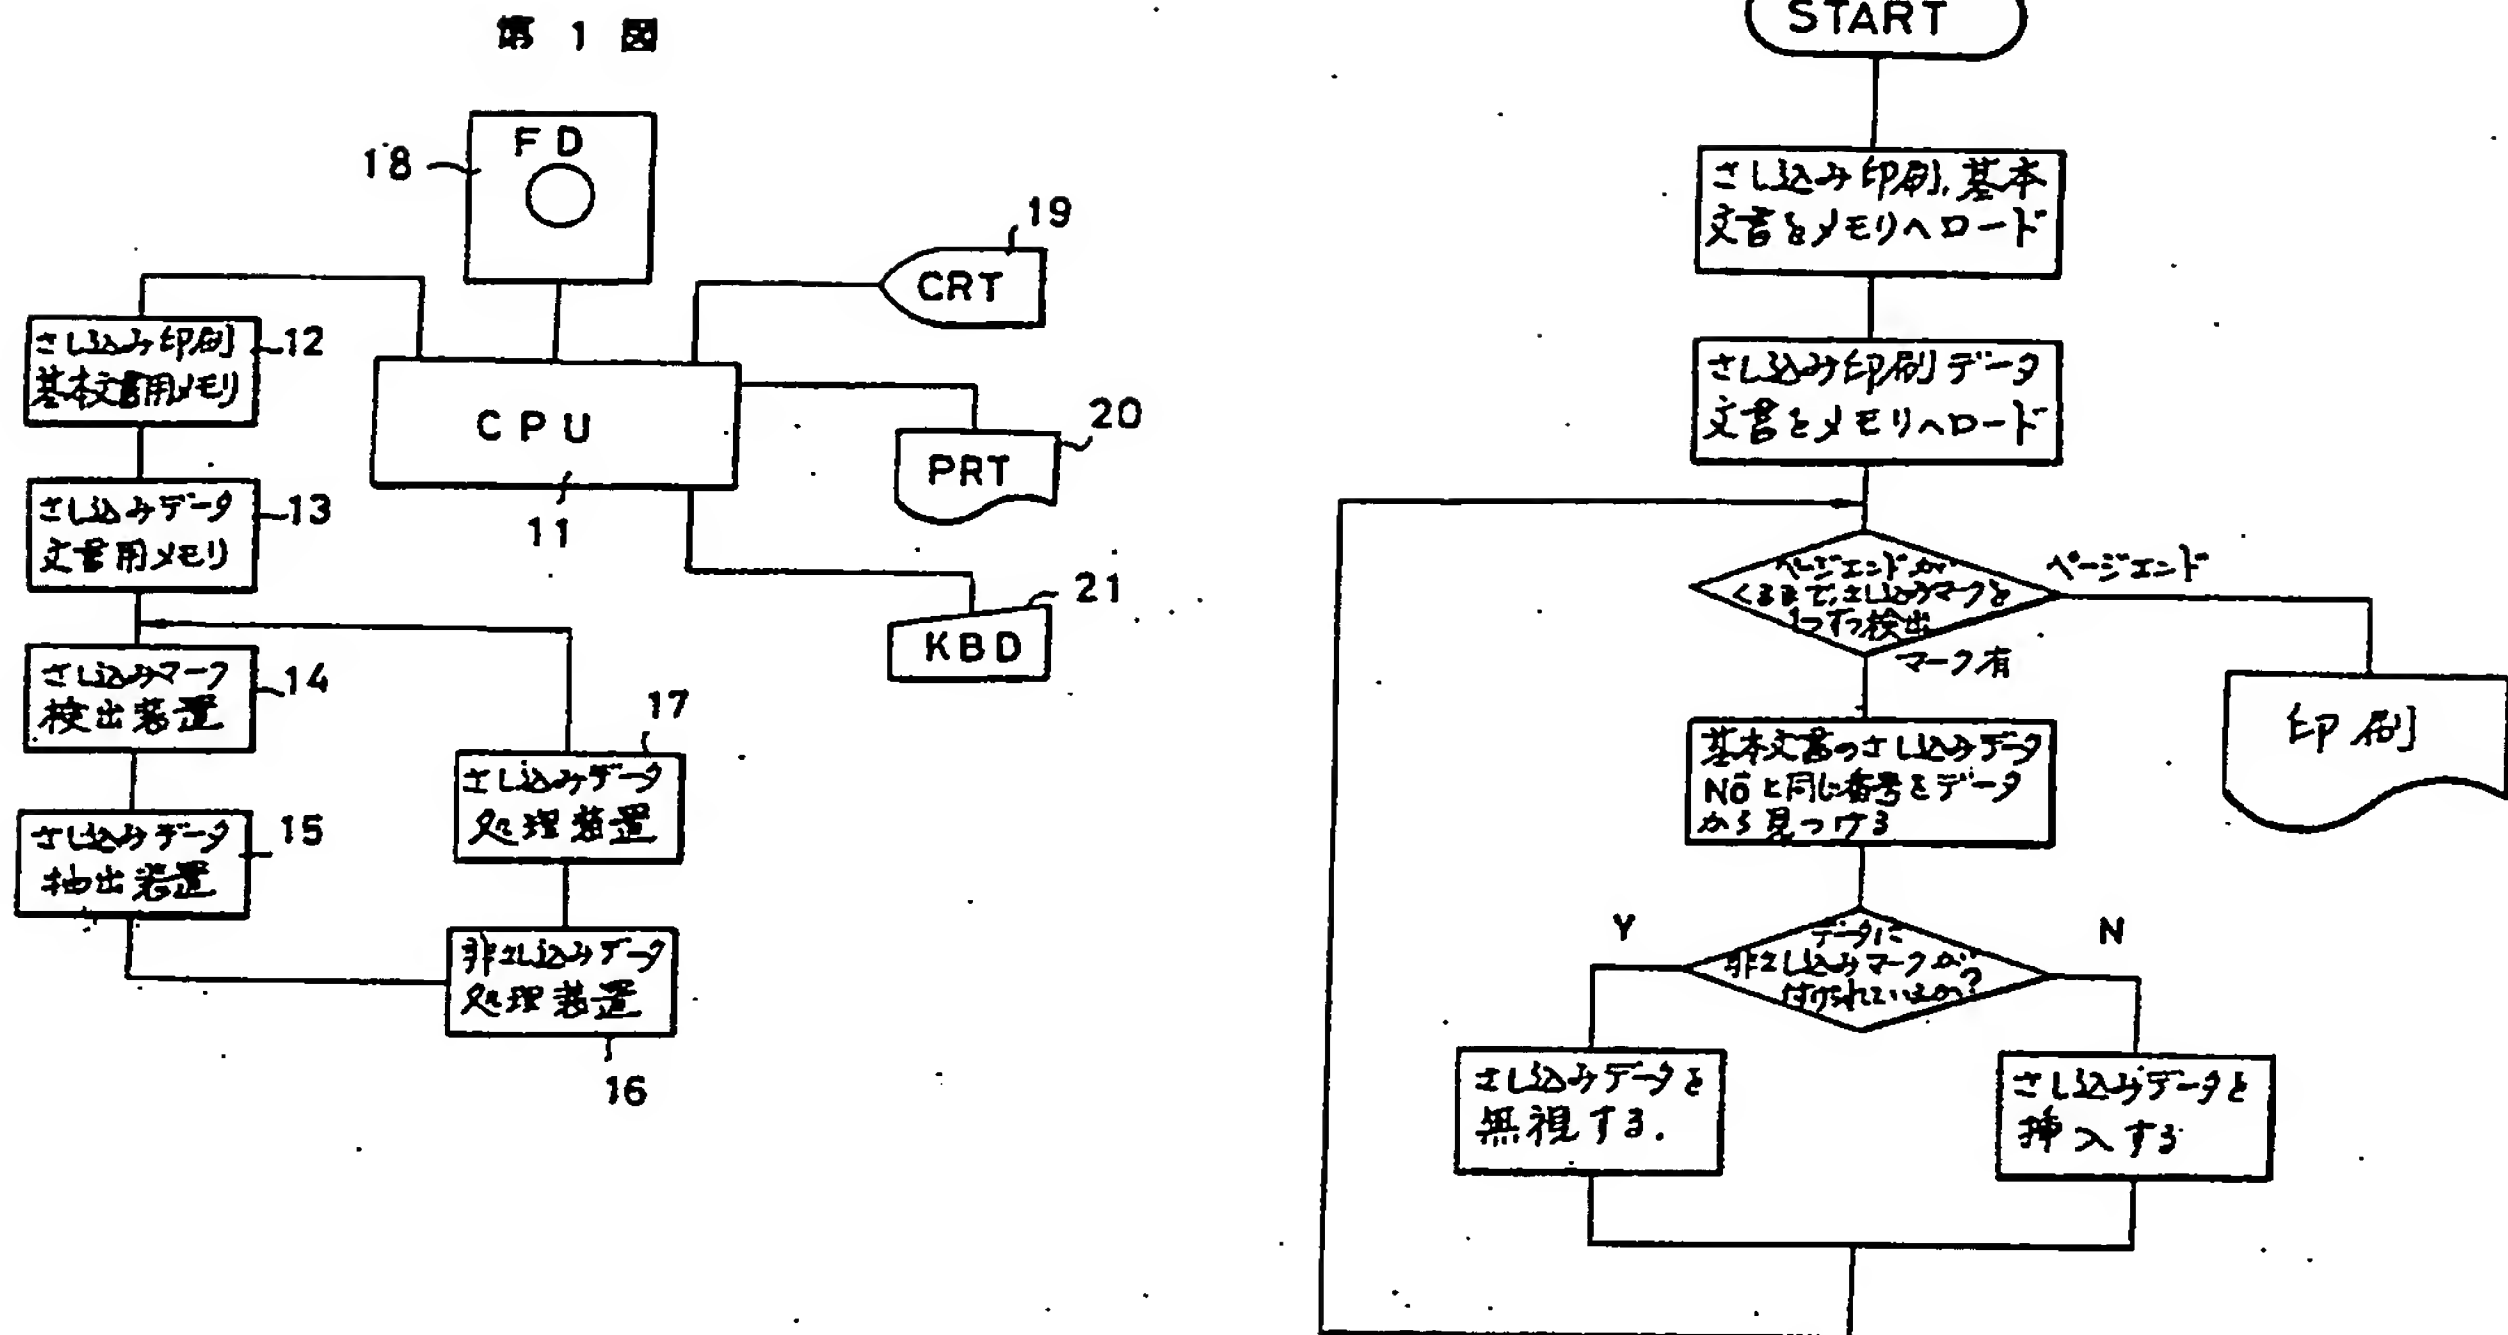 第 1 図
FD
18
19
CRT
さし込み印刷
基本文書用メモリ
12
CPU
11
20
PRT
さし込みデータ
文書用メモリ
13
21
KBD
さし込みマーク
検出装置
14
17
さし込みデータ
処理装置
さし込みデータ
抽出装置
15
非さし込みデータ
処理装置
16
START
さし込み印刷,基本
文書をメモリへロード
さし込み印刷データ
文書をメモリへロード
ページエンドが
くるまで,さし込みマークを
1つずつ検出
ページエンド
マーク有
印刷
基本文書のさし込みデータ
No.と同じ番号をデータ
から見つける
データに
非さし込みマークが
付けられているか?
Y
N
さし込みデータを
無視する.
さし込みデータを
挿入する